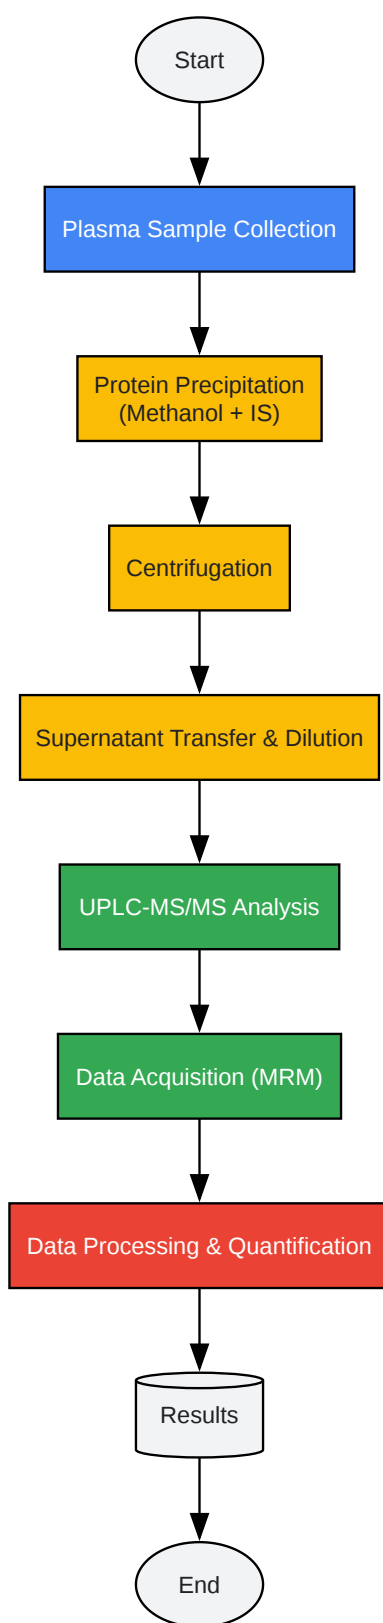 Start
Plasma Sample Collection
Protein Precipitation
(Methanol + IS)
Centrifugation
Supernatant Transfer & Dilution
UPLC-MS/MS Analysis
Data Acquisition (MRM)
Data Processing & Quantification
Results
End